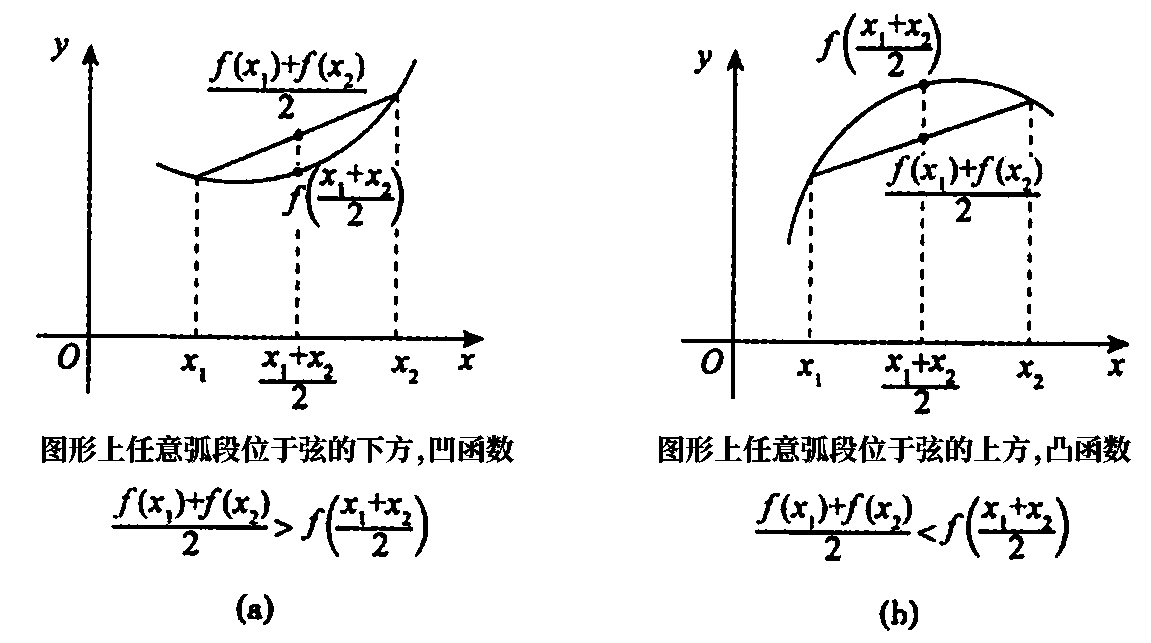 y
\frac{f(x_1)+f(x_2)}{2}
f\left(\frac{x_1+x_2}{2}\right)
O
x_1
\frac{x_1+x_2}{2}
x_2
x
图形上任意弧段位于弦的下方,凹函数
\frac{f(x_1)+f(x_2)}{2}>f\left(\frac{x_1+x_2}{2}\right)
(a)
y
f\left(\frac{x_1+x_2}{2}\right)
\frac{f(x_1)+f(x_2)}{2}
O
x_1
\frac{x_1+x_2}{2}
x_2
x
图形上任意弧段位于弦的上方,凸函数
\frac{f(x_1)+f(x_2)}{2}<f\left(\frac{x_1+x_2}{2}\right)
(b)